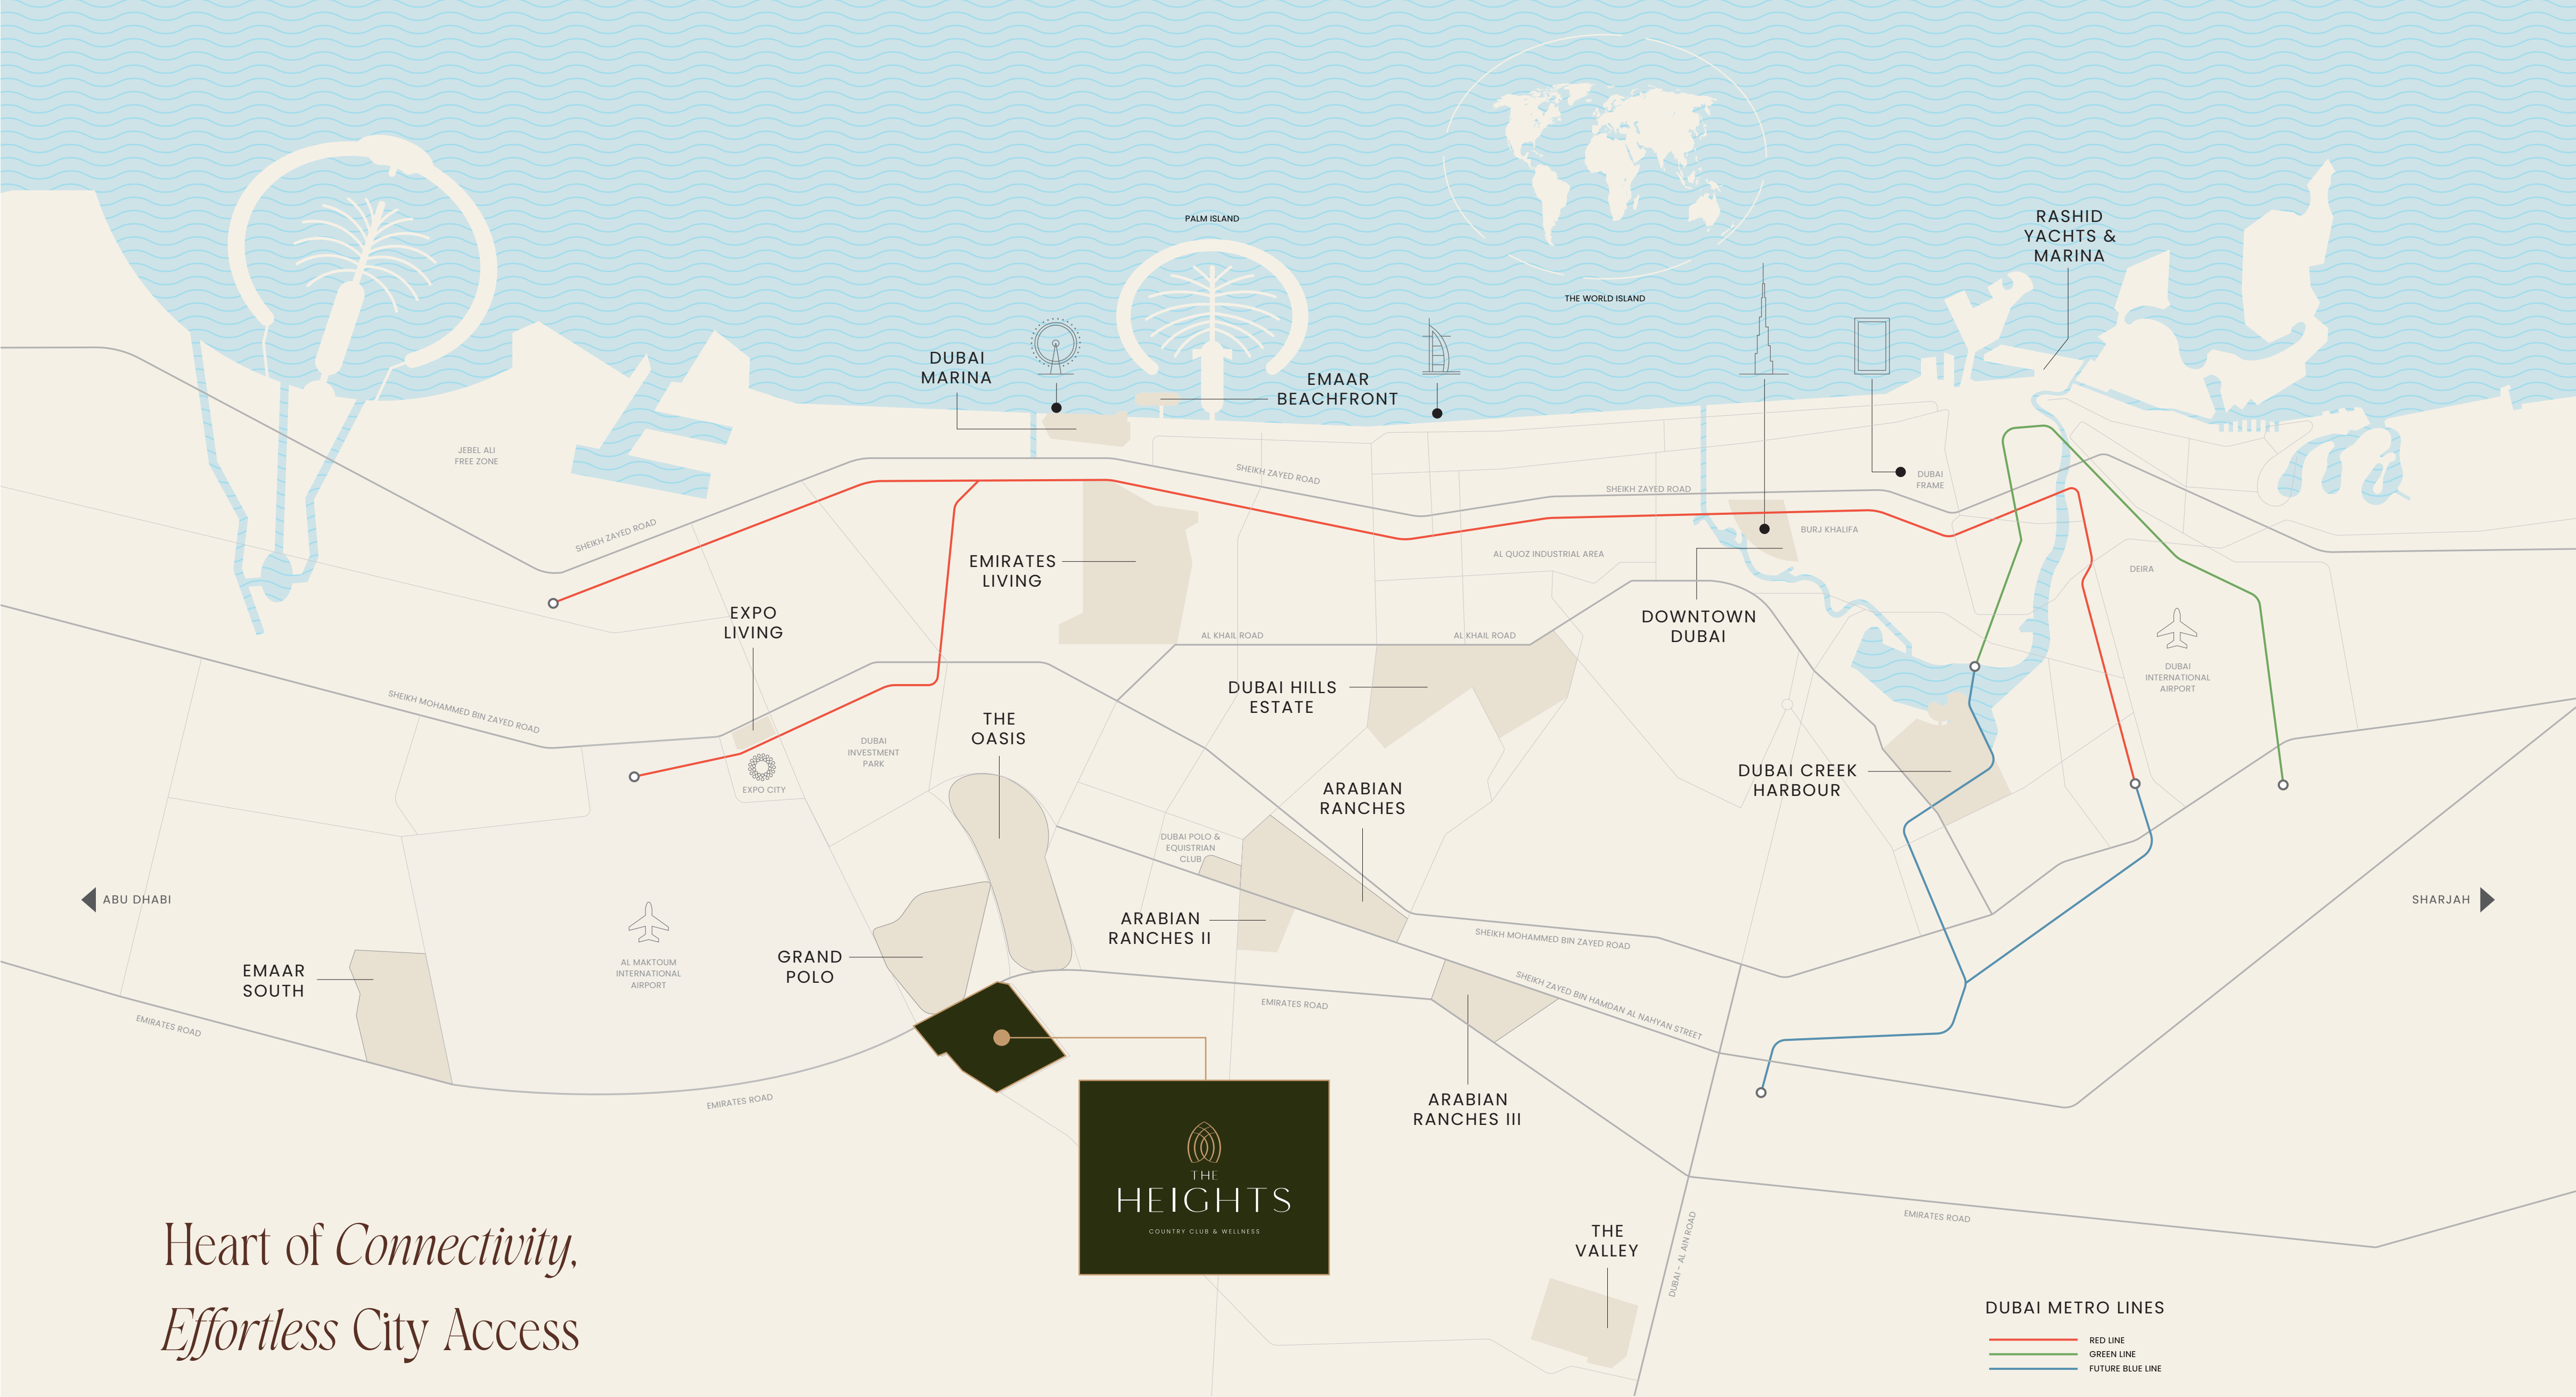 PALM ISLAND
THE WORLD ISLAND
RASHID
YACHTS &
MARINA
DUBAI
MARINA
EMAAR
BEACHFRONT
JEBEL ALI
FREE ZONE
SHEIKH ZAYED ROAD
SHEIKH ZAYED ROAD
SHEIKH ZAYED ROAD
DUBAI
FRAME
BURJ KHALIFA
AL QUOZ INDUSTRIAL AREA
DEIRA
EMIRATES
LIVING
EXPO
LIVING
AL KHAIL ROAD
AL KHAIL ROAD
DOWNTOWN
DUBAI
DUBAI
INTERNATIONAL
AIRPORT
SHEIKH MOHAMMED BIN ZAYED ROAD
DUBAI HILLS
ESTATE
THE
OASIS
DUBAI
INVESTMENT
PARK
EXPO CITY
ARABIAN
RANCHES
DUBAI CREEK
HARBOUR
DUBAI POLO &
EQUISTRIAN
CLUB
ABU DHABI
SHARJAH
ARABIAN
RANCHES II
SHEIKH MOHAMMED BIN ZAYED ROAD
GRAND
POLO
EMAAR
SOUTH
AL MAKTOUM
INTERNATIONAL
AIRPORT
SHEIKH ZAYED BIN HAMDAN AL NAHYAN STREET
EMIRATES ROAD
EMIRATES ROAD
EMIRATES ROAD
ARABIAN
RANCHES III
THE
HEIGHTS
COUNTRY CLUB & WELLNESS
EMIRATES ROAD
DUBAI - AL AIN ROAD
THE
VALLEY
Heart of Connectivity,
Effortless City Access
DUBAI METRO LINES
RED LINE
GREEN LINE
FUTURE BLUE LINE